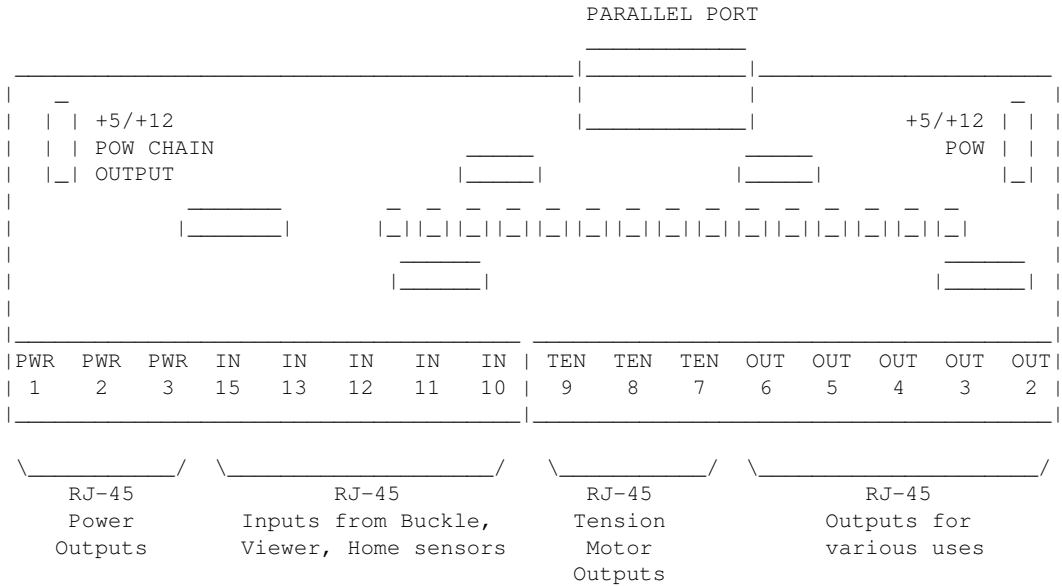 PARALLEL PORT
+5/+12 +5/+12
POW CHAIN POW
OUTPUT
PWR PWR PWR IN IN IN IN IN TEN TEN TEN OUT OUT OUT OUT OUT
1 2 3 15 13 12 11 10 9 8 7 6 5 4 3 2
RJ-45 RJ-45 RJ-45 RJ-45
Power Inputs from Buckle, Tension Outputs for
Outputs Viewer, Home sensors Motor various uses
Outputs